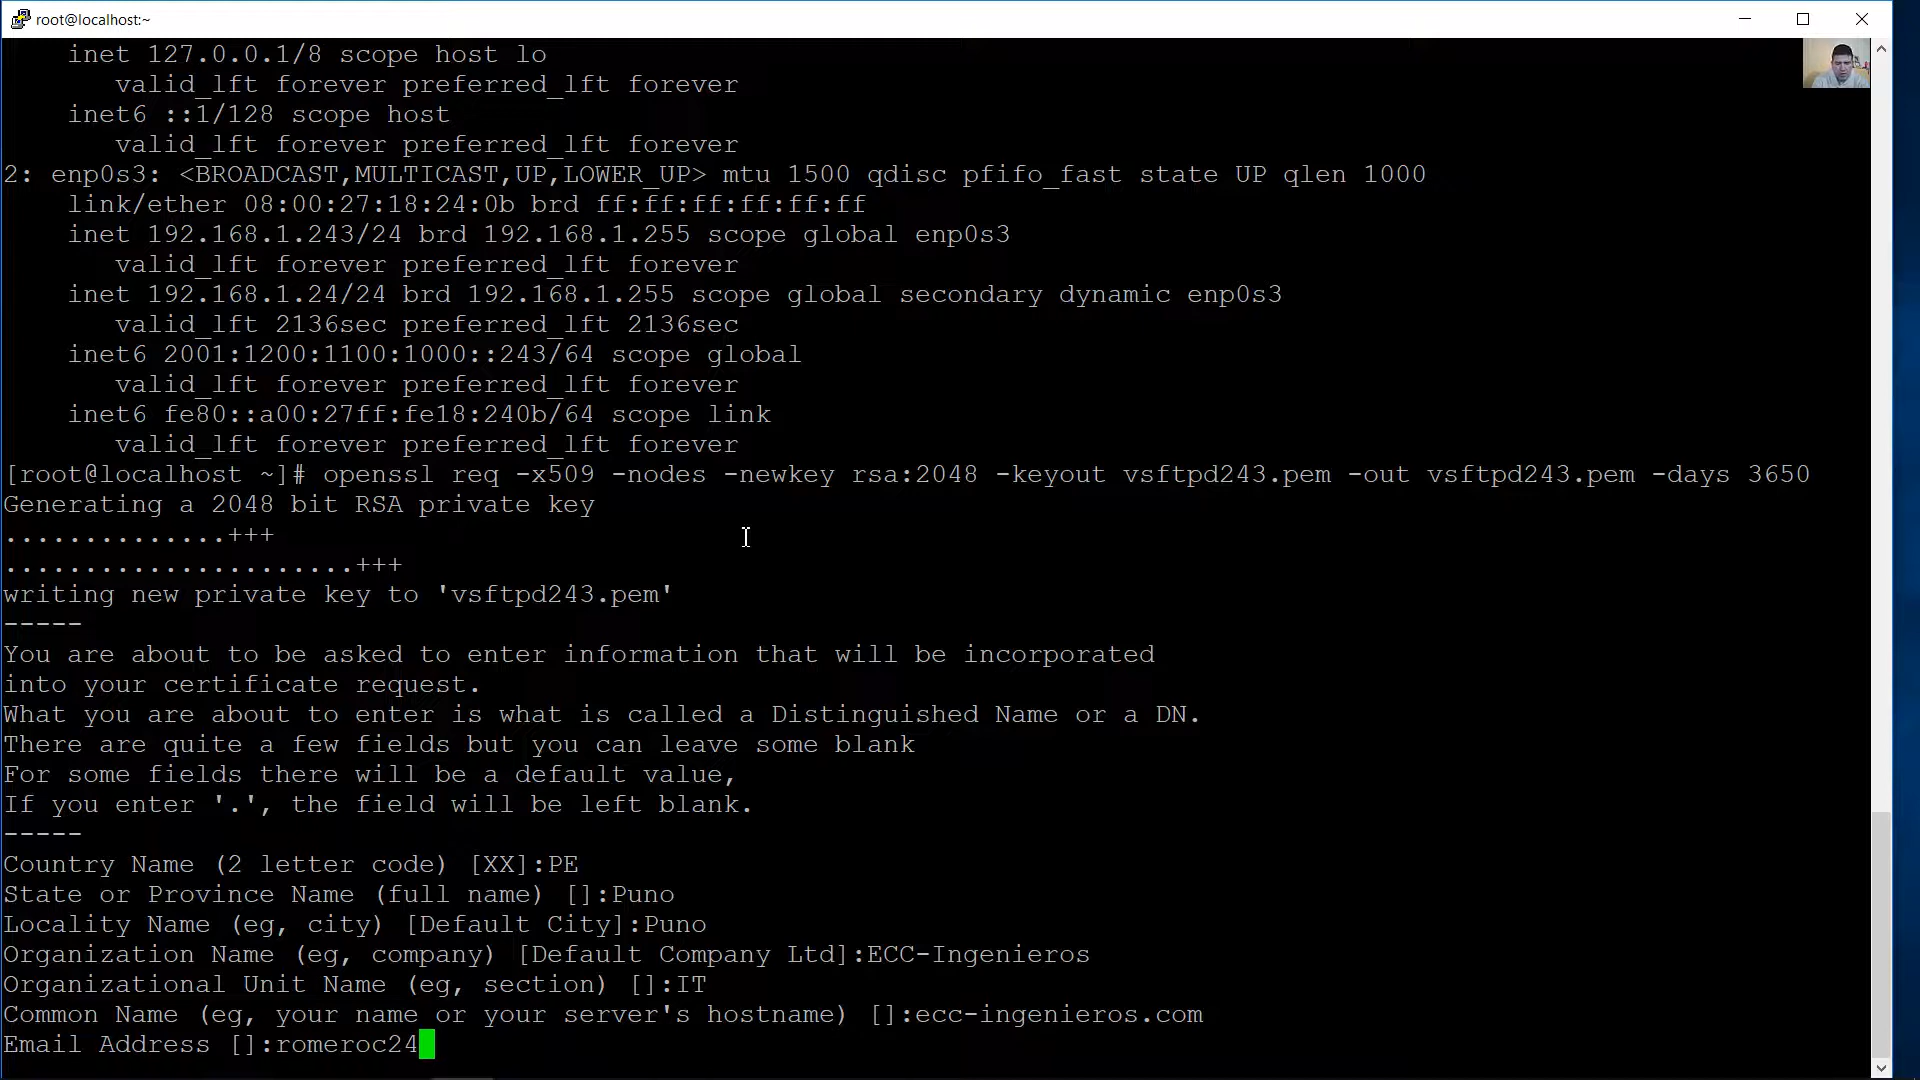 root@localhost:~
inet 127.0.0.1/8 scope host lo
valid_lft forever preferred_lft forever
inet6 ::1/128 scope host
valid_lft forever preferred_lft forever
2: enp0s3: <BROADCAST,MULTICAST,UP,LOWER_UP> mtu 1500 qdisc pfifo_fast state UP qlen 1000
link/ether 08:00:27:18:24:0b brd ff:ff:ff:ff:ff:ff
inet 192.168.1.243/24 brd 192.168.1.255 scope global enp0s3
valid_lft forever preferred_lft forever
inet 192.168.1.24/24 brd 192.168.1.255 scope global secondary dynamic enp0s3
valid_lft 2136sec preferred_lft 2136sec
inet6 2001:1200:1100:1000::243/64 scope global
valid_lft forever preferred_lft forever
inet6 fe80::a00:27ff:fe18:240b/64 scope link
valid_lft forever preferred_lft forever
[root@localhost ~]# openssl req -x509 -nodes -newkey rsa:2048 -keyout vsftpd243.pem -out vsftpd243.pem -days 3650
Generating a 2048 bit RSA private key
..............+++
......................+++
writing new private key to 'vsftpd243.pem'
-----
You are about to be asked to enter information that will be incorporated
into your certificate request.
What you are about to enter is what is called a Distinguished Name or a DN.
There are quite a few fields but you can leave some blank
For some fields there will be a default value,
If you enter '.', the field will be left blank.
-----
Country Name (2 letter code) [XX]:PE
State or Province Name (full name) []:Puno
Locality Name (eg, city) [Default City]:Puno
Organization Name (eg, company) [Default Company Ltd]:ECC-Ingenieros
Organizational Unit Name (eg, section) []:IT
Common Name (eg, your name or your server's hostname) []:ecc-ingenieros.com
Email Address []:romeroc24